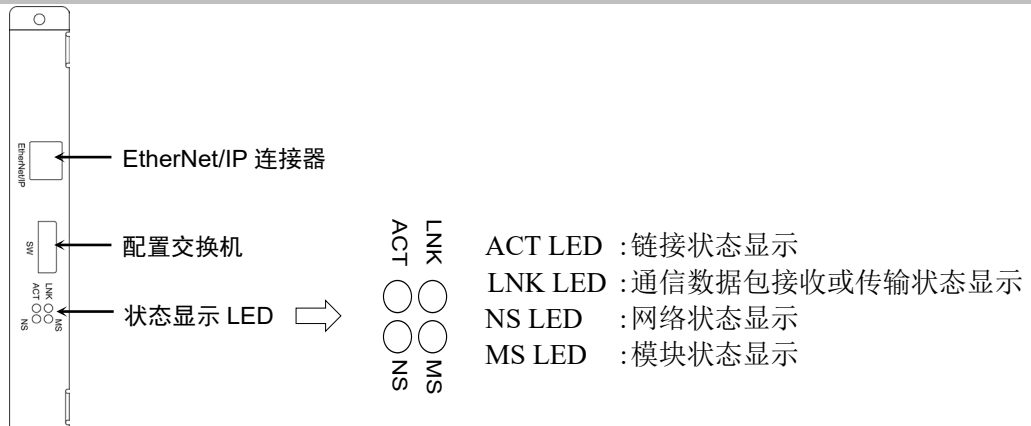 EtherNet/IP
EtherNet/IP 连接器
SW
配置交换机
LNK
ACT
MS
NS
状态显示 LED
LNK
ACT
MS
NS
ACT LED :链接状态显示
LNK LED :通信数据包接收或传输状态显示
NS LED :网络状态显示
MS LED :模块状态显示